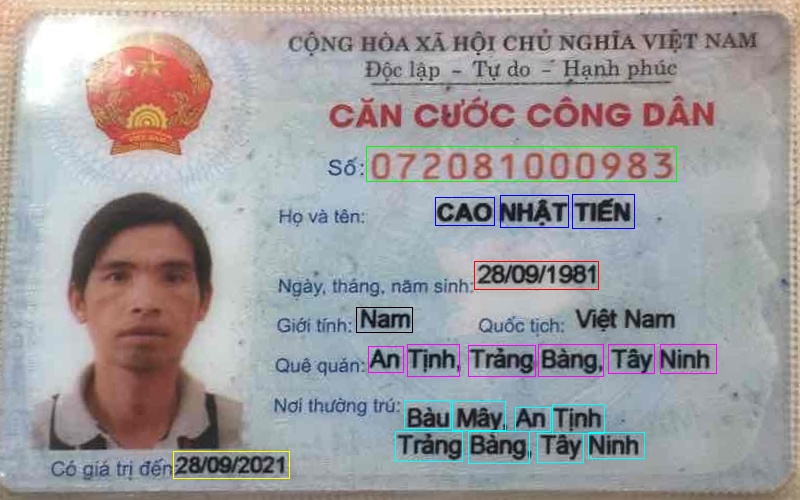 CỘNG HÒA XÃ HỘI CHỦ NGHĨA VIỆT NAM
Độc lập - Tự do - Hạnh phúc
CĂN CƯỚC CÔNG DÂN
Số: 072081000983
Họ và tên: CAO NHẬT TIẾN
Ngày, tháng, năm sinh: 28/09/1981
Giới tính: Nam Quốc tịch: Việt Nam
Quê quán: An Tịnh, Trảng Bàng, Tây Ninh
Nơi thường trú: Bàu Mây, An Tịnh
Trảng Bàng, Tây Ninh
Có giá trị đến 28/09/2021